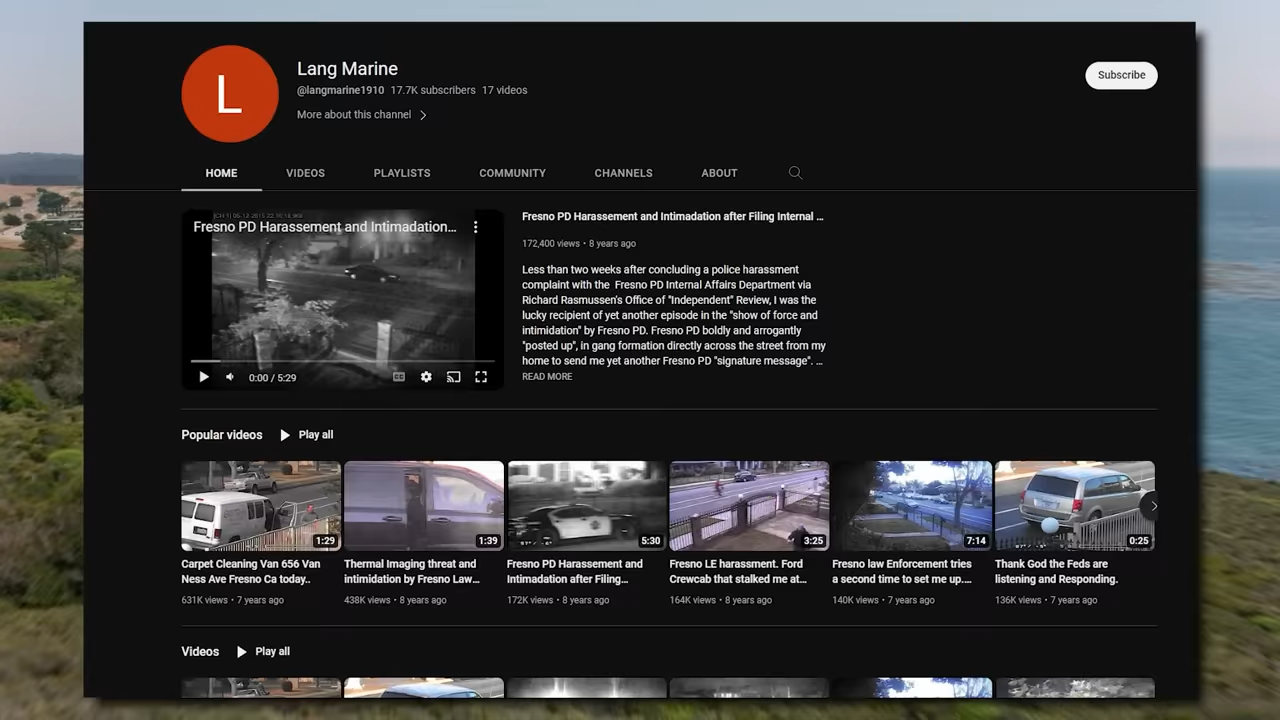 L
Lang Marine
@langmarine1910 17.7K subscribers 17 videos
More about this channel
Subscribe
HOME VIDEOS PLAYLISTS COMMUNITY CHANNELS ABOUT
Fresno PD Harassement and Intimadation...
0:00 / 5:29
Fresno PD Harassement and Intimadation after Filing Internal ...
172,400 views • 8 years ago
Less than two weeks after concluding a police harassment
complaint with the Fresno PD Internal Affairs Department via
Richard Rasmussen's Office of "Independent" Review, I was the
lucky recipient of yet another episode in the "show of force and
intimidation" by Fresno PD. Fresno PD boldly and arrogantly
"posted up", in gang formation directly across the street from my
home to send me yet another Fresno PD "signature message". ...
READ MORE
Popular videos Play all
1:29
1:39
5:30
3:25
7:14
0:25
Carpet Cleaning Van 656 Van
Ness Ave Fresno Ca today..
631K views • 7 years ago
Thermal Imaging threat and
intimidation by Fresno Law...
438K views • 8 years ago
Fresno PD Harassement and
Intimadation after Filing...
172K views • 8 years ago
Fresno LE harassment. Ford
Crewcab that stalked me at...
164K views • 8 years ago
Fresno law Enforcement tries
a second time to set me up....
140K views • 7 years ago
Thank God the Feds are
listening and Responding.
136K views • 7 years ago
Videos Play all